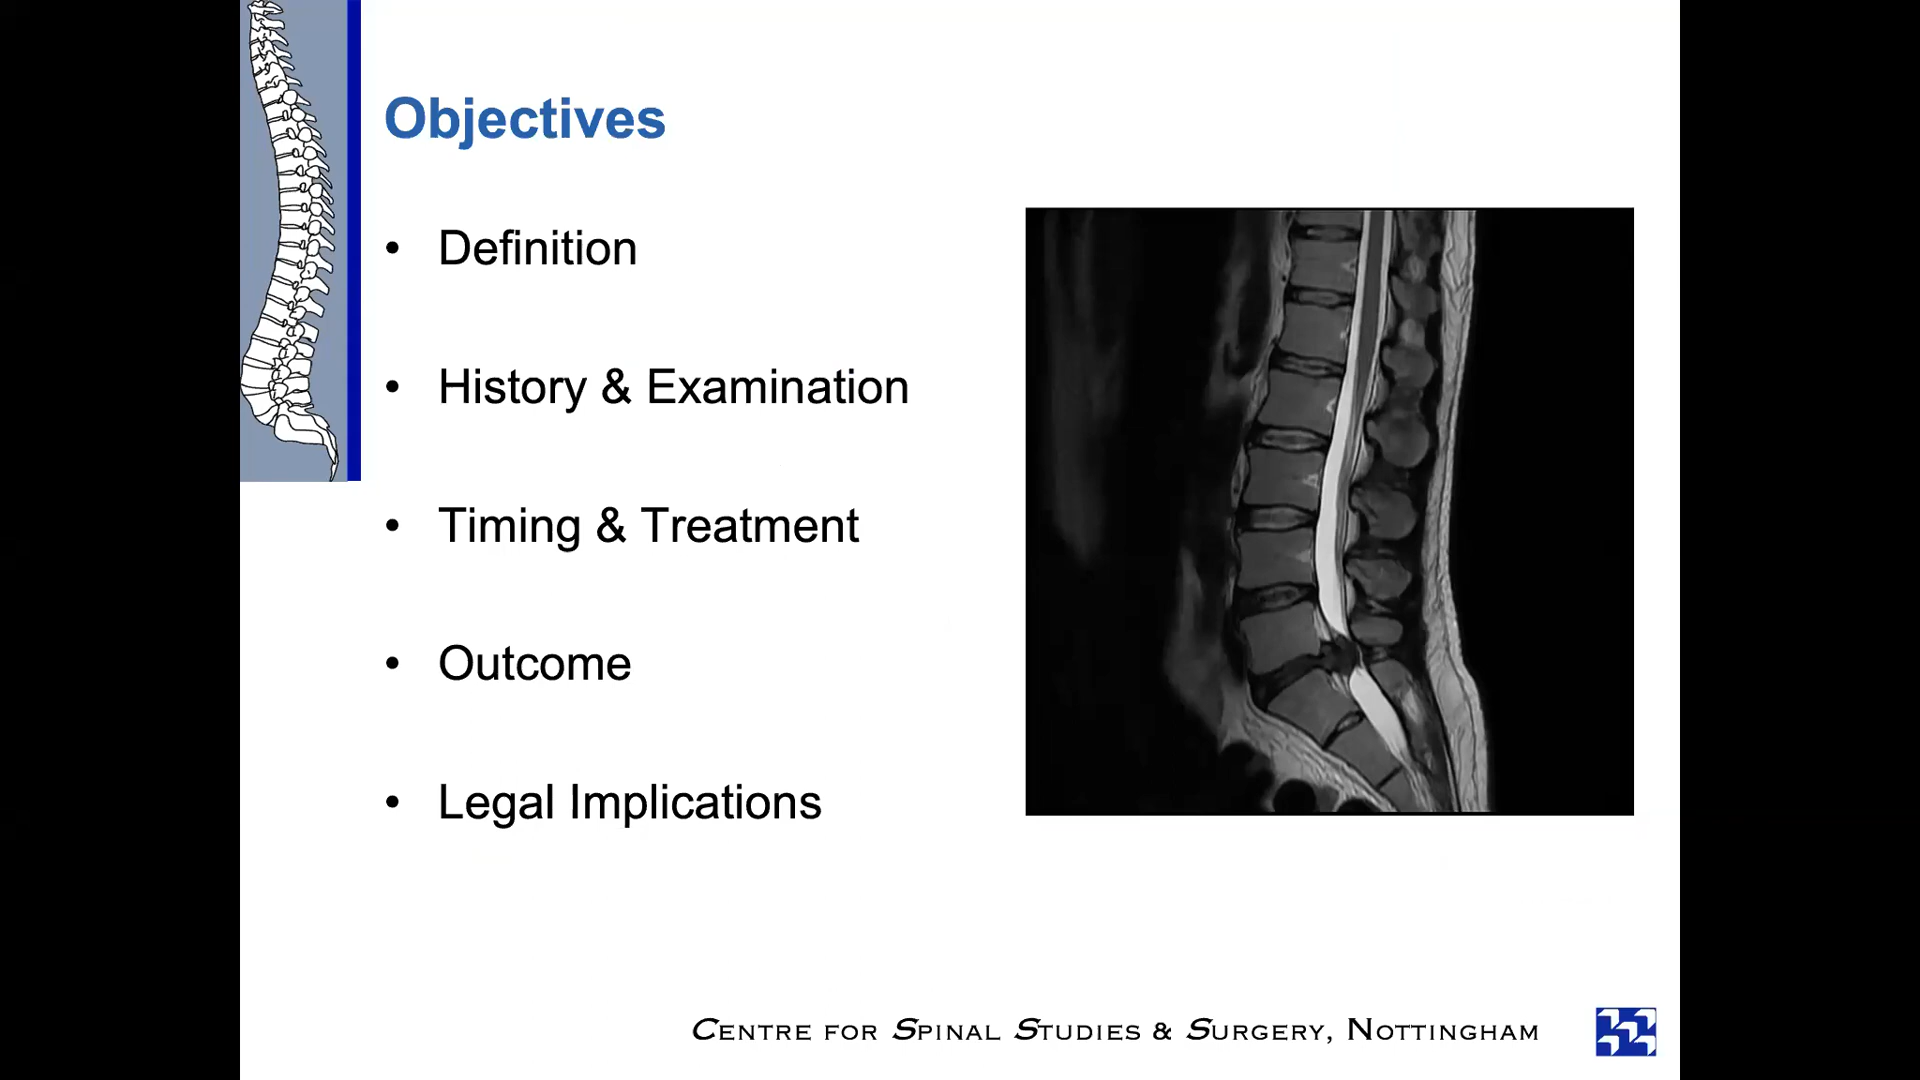 Objectives
• Definition
• History & Examination
• Timing & Treatment
• Outcome
• Legal Implications
CENTRE FOR SPINAL STUDIES & SURGERY, NOTTINGHAM